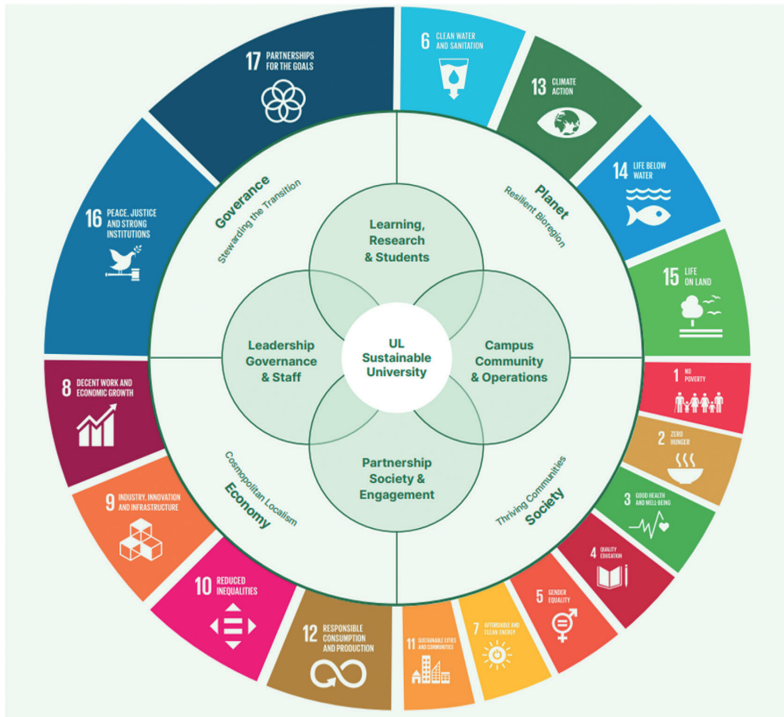 17 PARTNERSHIPS
FOR THE GOALS
6 CLEAN WATER
AND SANITATION
13 CLIMATE
ACTION
14 LIFE BELOW
WATER
15 LIFE
ON LAND
1 NO
POVERTY
2 ZERO
HUNGER
3 GOOD HEALTH
AND WELL-BEING
4 QUALITY
EDUCATION
5 GENDER
EQUALITY
7 AFFORDABLE AND
CLEAN ENERGY
11 SUSTAINABLE CITIES
AND COMMUNITIES
12 RESPONSIBLE
CONSUMPTION
AND PRODUCTION
10 REDUCED
INEQUALITIES
9 INDUSTRY, INNOVATION
AND INFRASTRUCTURE
8 DECENT WORK AND
ECONOMIC GROWTH
16 PEACE, JUSTICE
AND STRONG
INSTITUTIONS
Goverance
Stewarding the Transition
Planet
Resilient Bioregion
Thriving Communities
Society
Cosmopolitan Localism
Economy
Learning,
Research
& Students
Leadership
Governance
& Staff
UL
Sustainable
University
Campus
Community
& Operations
Partnership
Society &
Engagement